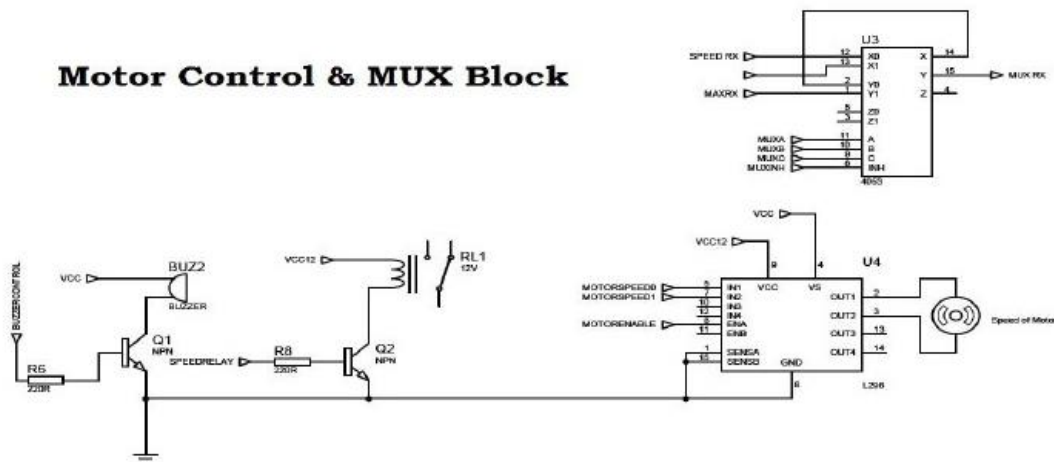 Motor Control & MUX Block
U3
SPEED RX
12
X0
X
14
13
X1
Y
15
MUX RX
2
Y0
Z
4
MAXRX
1
Y1
5
Z0
3
Z1
MUXA
11
A
MUXB
10
B
MUXC
9
C
MUXINH
6
INH
4053
VCC
VCC12
9
4
U4
VCC
VS
BUZZERCONTROL
VCC
BUZ2
BUZZER
VCC12
RL1
12V
MOTORSPEED0
5
IN1
OUT1
2
MOTORSPEED1
7
IN2
10
IN3
OUT2
3
12
IN4
Speed of Motor
MOTORENABLE
6
ENA
OUT3
13
11
ENB
Q1
NPN
SPEEDRELAY
R8
220R
Q2
NPN
1
SENSA
OUT4
14
15
SENSB
GND
8
L298
R6
220R